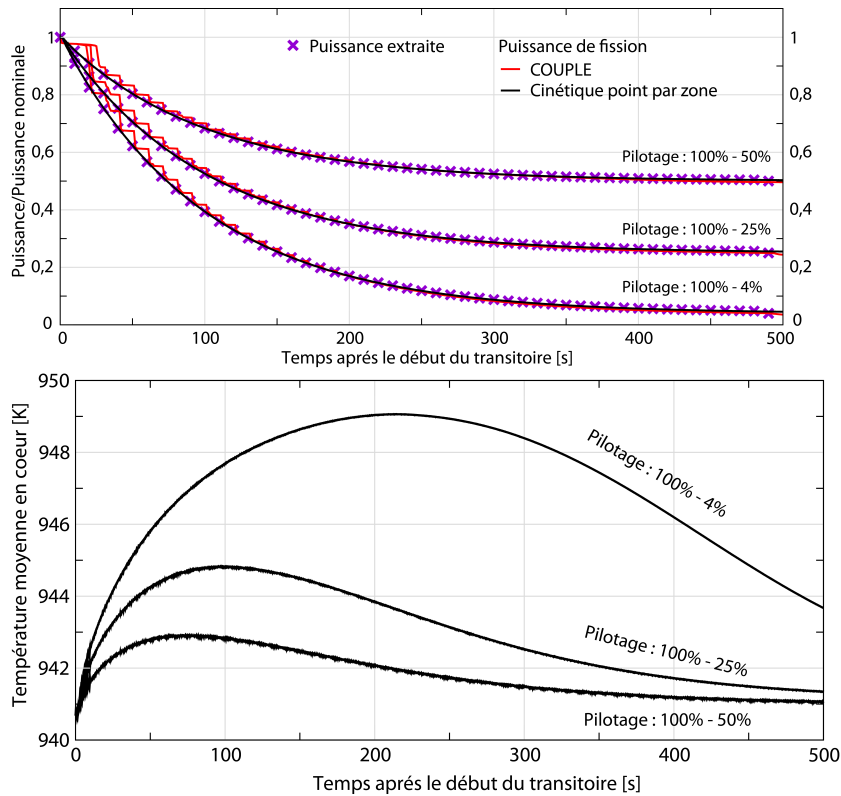 Puissance/Puissance nominale
1
0,8
0,6
0,4
0,2
0
1
0,8
0,6
0,4
0,2
0
Puissance extraite
Puissance de fission
COUPLE
Cinétique point par zone
Pilotage : 100% - 50%
Pilotage : 100% - 25%
Pilotage : 100% - 4%
0 100 200 300 400 500
Temps aprés le début du transitoire [s]
Température moyenne en coeur [K]
950
948
946
944
942
940
Pilotage : 100% - 4%
Pilotage : 100% - 25%
Pilotage : 100% - 50%
0 100 200 300 400 500
Temps aprés le début du transitoire [s]